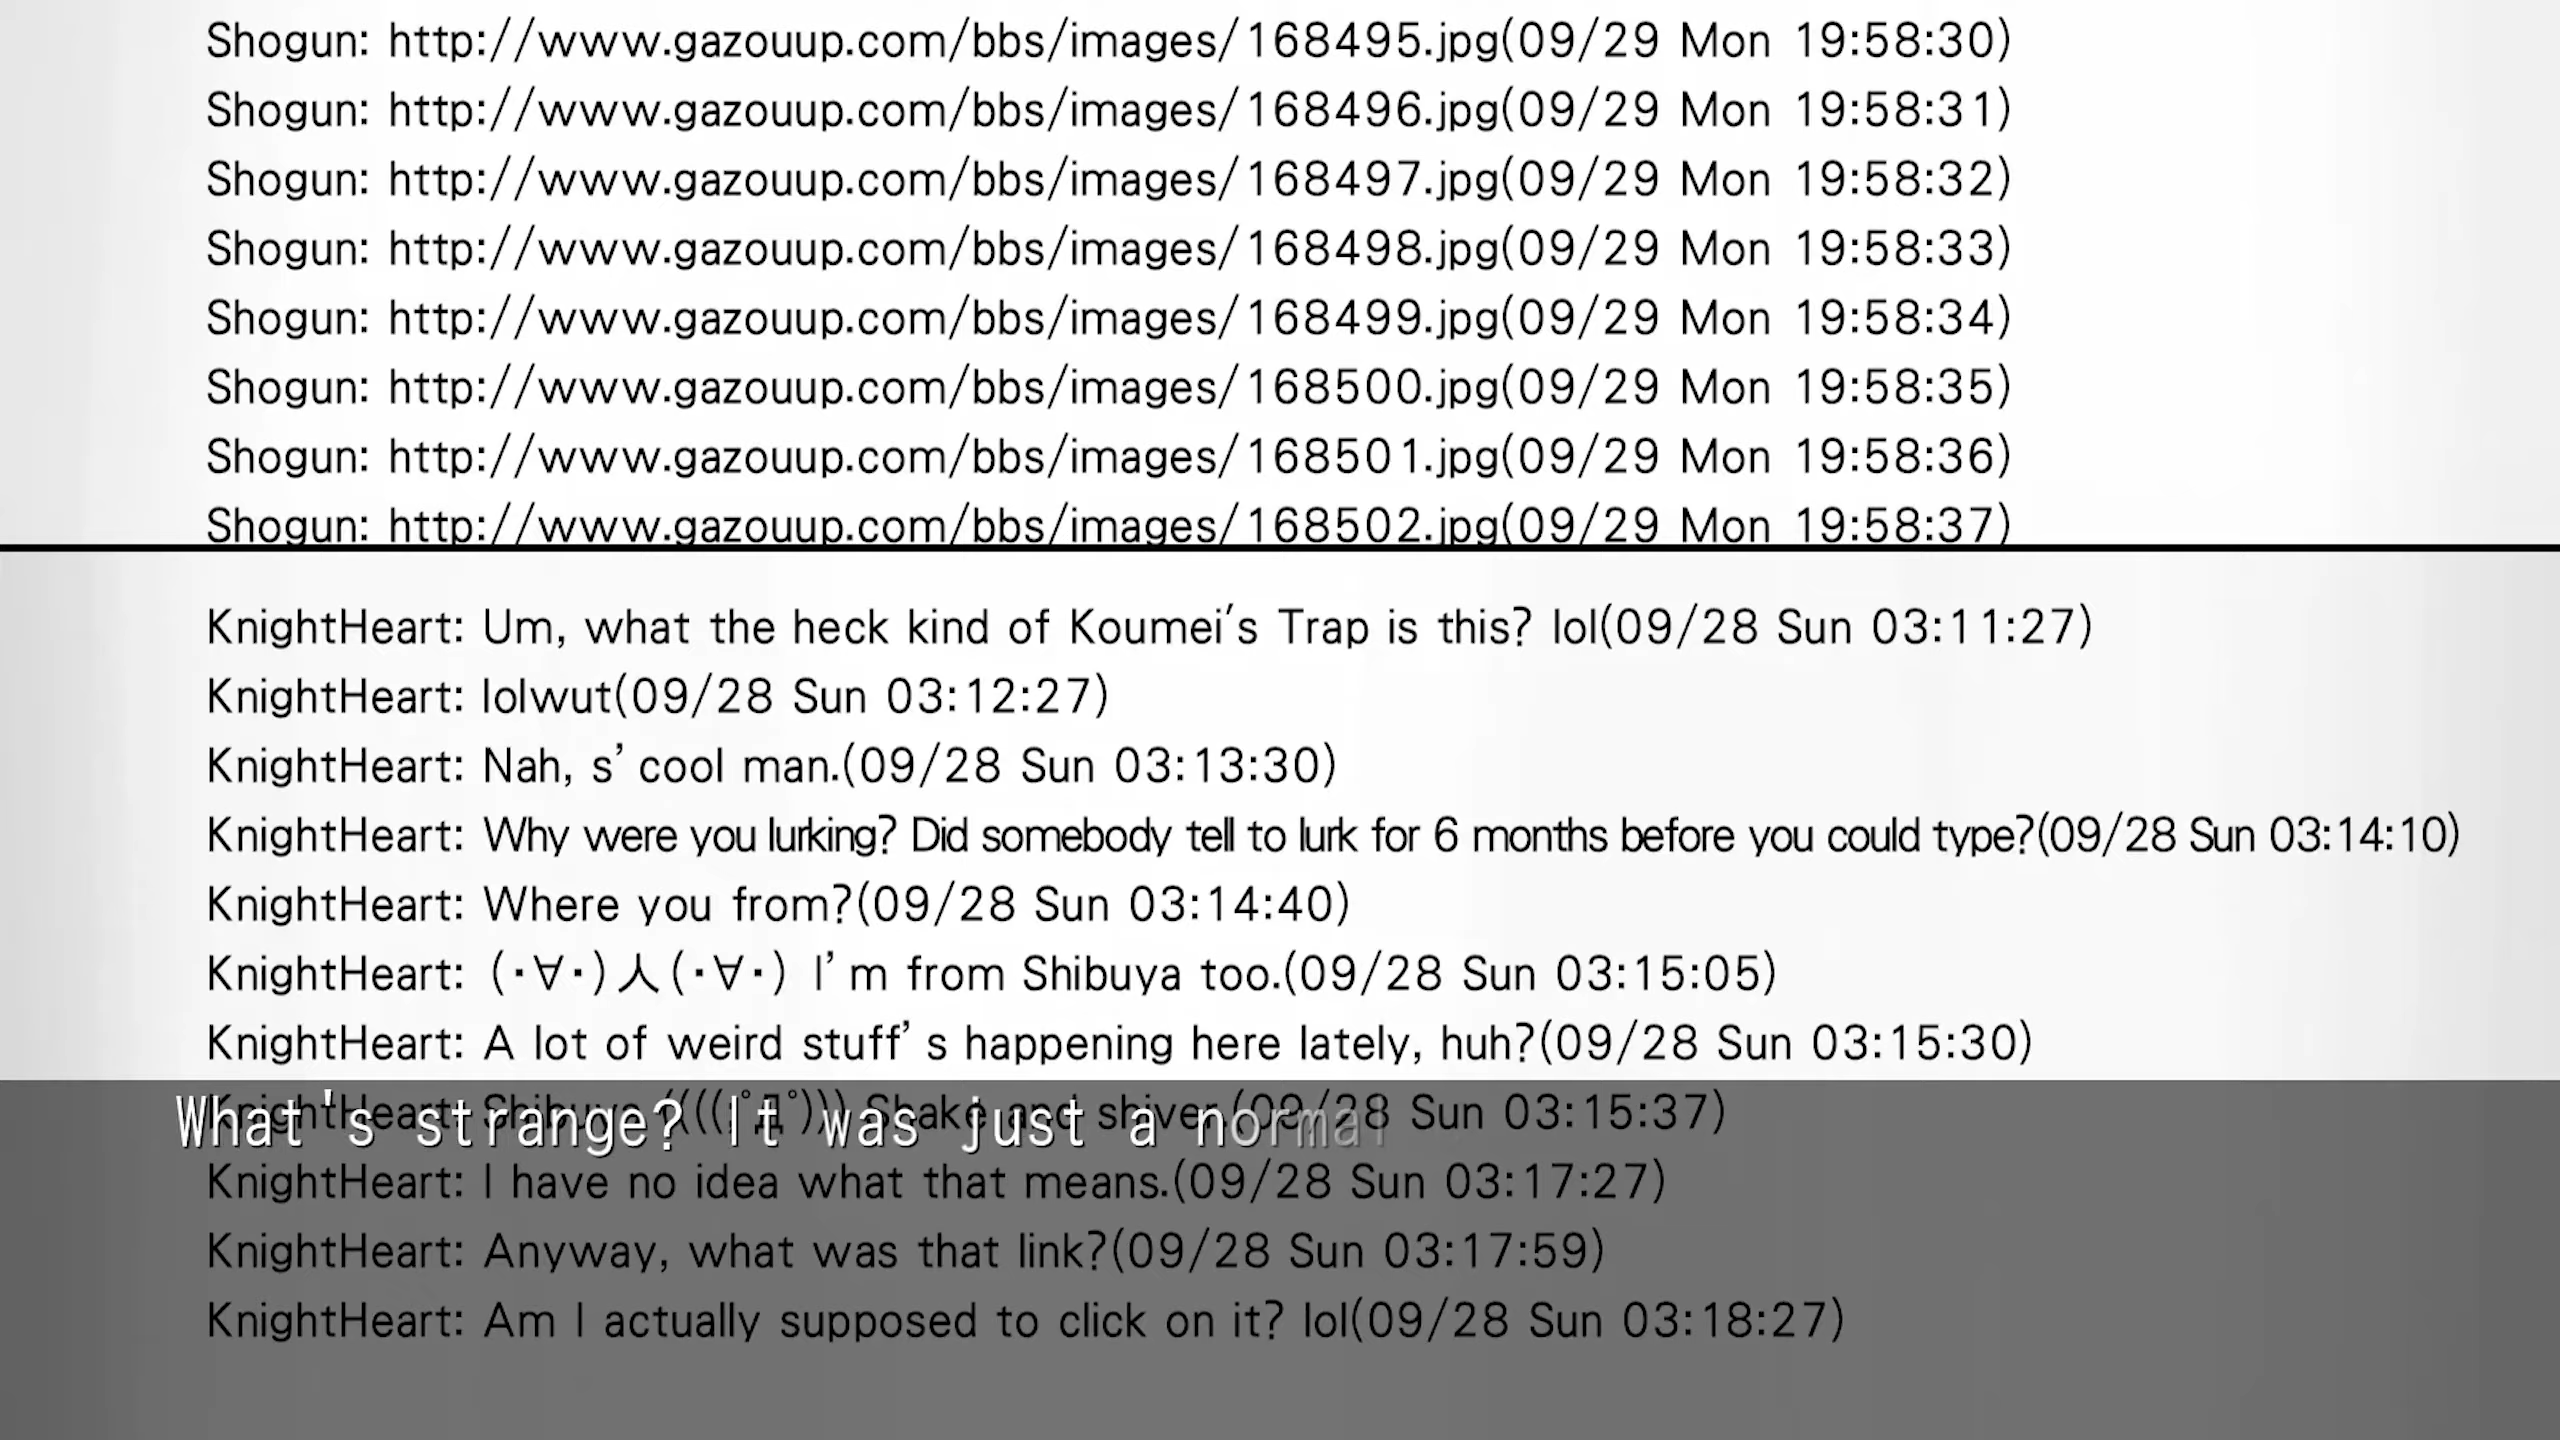 Shogun: http://www.gazouup.com/bbs/images/168495.jpg(09/29 Mon 19:58:30)
Shogun: http://www.gazouup.com/bbs/images/168496.jpg(09/29 Mon 19:58:31)
Shogun: http://www.gazouup.com/bbs/images/168497.jpg(09/29 Mon 19:58:32)
Shogun: http://www.gazouup.com/bbs/images/168498.jpg(09/29 Mon 19:58:33)
Shogun: http://www.gazouup.com/bbs/images/168499.jpg(09/29 Mon 19:58:34)
Shogun: http://www.gazouup.com/bbs/images/168500.jpg(09/29 Mon 19:58:35)
Shogun: http://www.gazouup.com/bbs/images/168501.jpg(09/29 Mon 19:58:36)
Shogun: http://www.gazouup.com/bbs/images/168502.jpg(09/29 Mon 19:58:37)
KnightHeart: Um, what the heck kind of Koumei's Trap is this? lol(09/28 Sun 03:11:27)
KnightHeart: lolwut(09/28 Sun 03:12:27)
KnightHeart: Nah, s’cool man.(09/28 Sun 03:13:30)
KnightHeart: Why were you lurking? Did somebody tell to lurk for 6 months before you could type?(09/28 Sun 03:14:10)
KnightHeart: Where you from?(09/28 Sun 03:14:40)
KnightHeart: (・∀・)人(・∀・) I’m from Shibuya too.(09/28 Sun 03:15:05)
KnightHeart: A lot of weird stuff’s happening here lately, huh?(09/28 Sun 03:15:30)
KnightHeart: Shibuya ((((;ﾟДﾟ))) Shake and shiver.(09/28 Sun 03:15:37)
What's strange? It was just a normal
KnightHeart: I have no idea what that means.(09/28 Sun 03:17:27)
KnightHeart: Anyway, what was that link?(09/28 Sun 03:17:59)
KnightHeart: Am I actually supposed to click on it? lol(09/28 Sun 03:18:27)